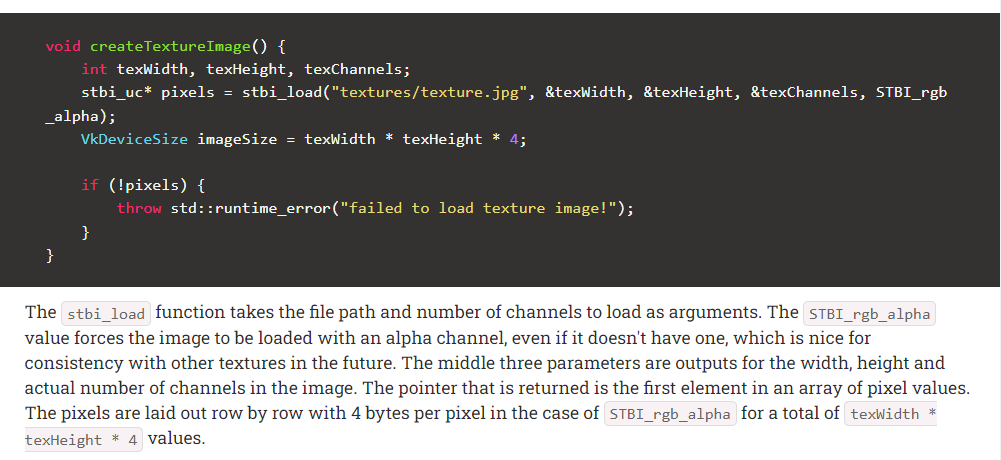 void createTextureImage() {
    int texWidth, texHeight, texChannels;
    stbi_uc* pixels = stbi_load("textures/texture.jpg", &texWidth, &texHeight, &texChannels, STBI_rgb
_alpha);
    VkDeviceSize imageSize = texWidth * texHeight * 4;
    if (!pixels) {
        throw std::runtime_error("failed to load texture image!");
    }
}
The stbi_load function takes the file path and number of channels to load as arguments. The STBI_rgb_alpha
value forces the image to be loaded with an alpha channel, even if it doesn't have one, which is nice for
consistency with other textures in the future. The middle three parameters are outputs for the width, height and
actual number of channels in the image. The pointer that is returned is the first element in an array of pixel values.
The pixels are laid out row by row with 4 bytes per pixel in the case of STBI_rgb_alpha for a total of texWidth *
texHeight * 4 values.